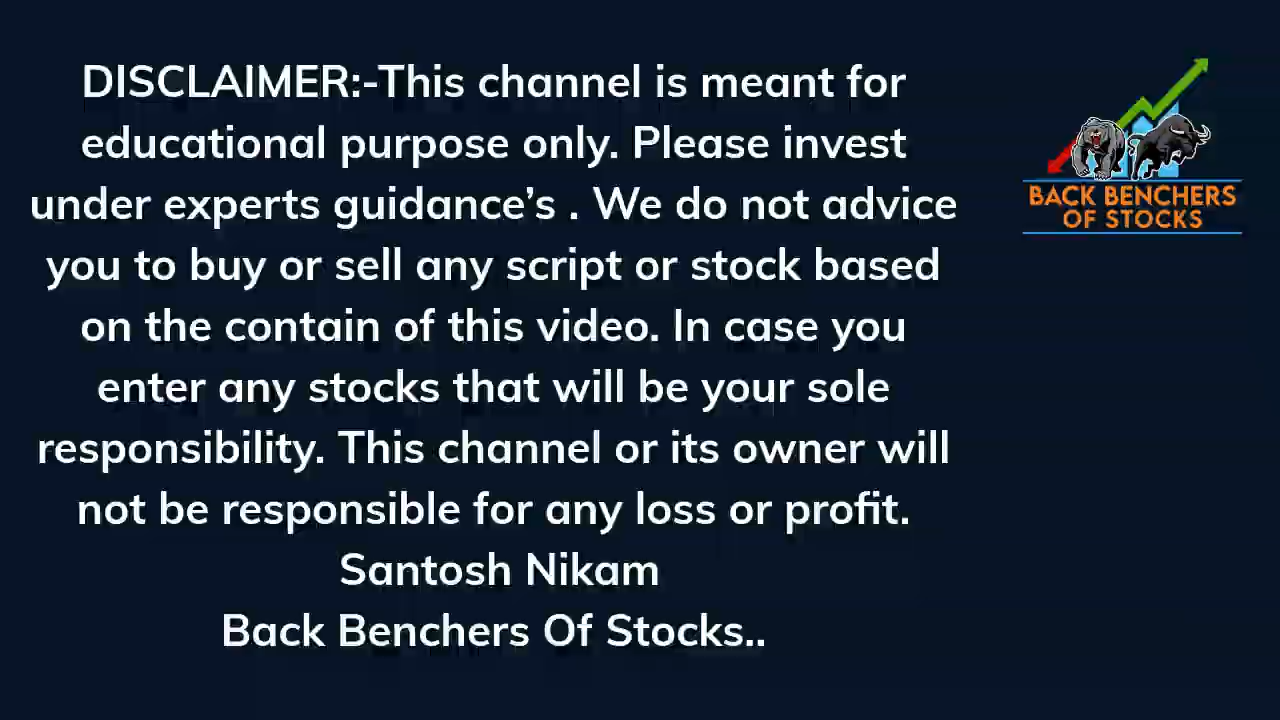 DISCLAIMER:-This channel is meant for
educational purpose only. Please invest
under experts guidance’s . We do not advice
you to buy or sell any script or stock based
on the contain of this video. In case you
enter any stocks that will be your sole
responsibility. This channel or its owner will
not be responsible for any loss or profit.
Santosh Nikam
Back Benchers Of Stocks..
BACK BENCHERS
OF STOCKS